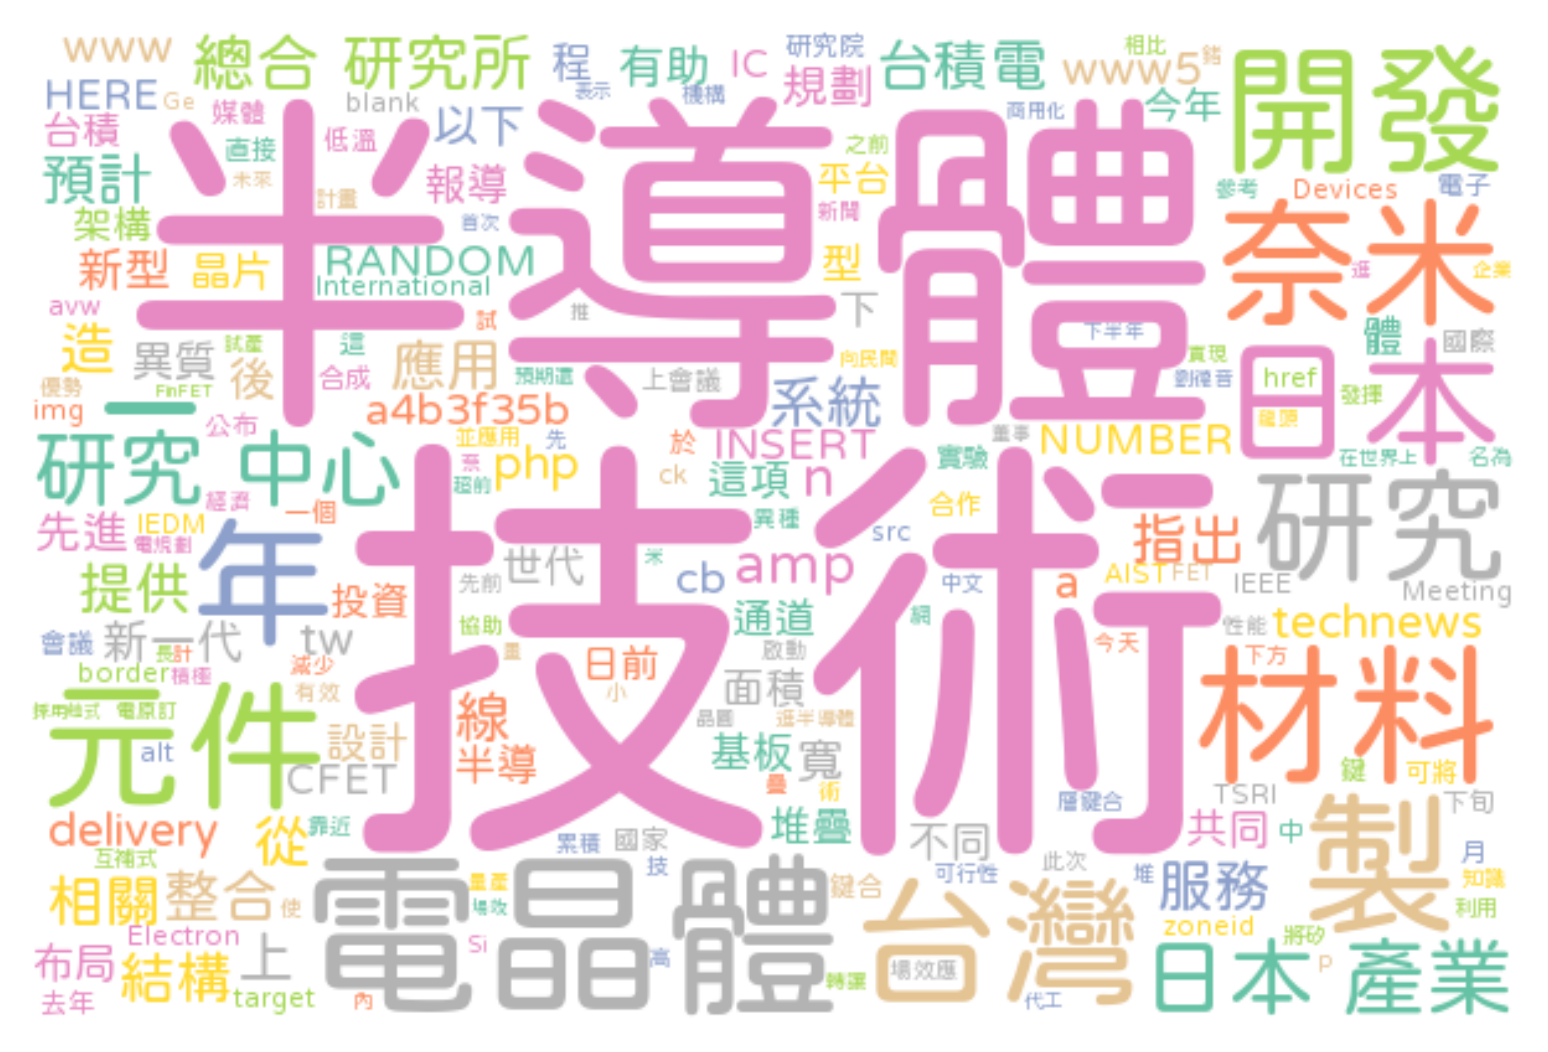 www 總合 研究所 程 有助 IC 研究院 台積電 www5 相比 鍺 開發
HERE Ge 媒體 blank 以下 表示 機構 規劃 商用化 今年
台積 直接 低溫 半導體 之前
預計 未來 計畫 報導 平台 參考 Devices 電子
架構 首次 新聞 奈米
新型 晶片 RANDOM 型 逛 企業
avw International 推 下 下半年
造 異質 試產 這 試 應用 向民間 實現 體 國際
優勢 FinFET 後 合成 預期還 上會議 系統 劉德音 日本 href 發揮
img 一 公布 a4b3f35b 龍頭
研究 中心 並應用 先 於 INSERT 董事 NUMBER 在世界上 名為
經濟 系 超前 php ck 這項 n 實驗
先進 IEDM 一個 技術 異種 合作 研究
電規劃 年 世代 米 src 指出
提供 投資 先前 cb amp 中文 a AIST FET IEEE Meeting
會議 新一代 tw 協助 通道 網 今天 性能 technews
長 計 減少 日前 啟動 下方
border 積極 有效 小 面積 材料
採用柵式 電原訂 元件 線 晶圓 逛半導體
alt 設計 半導 基板 寬 鍵 可將
CFET 疊 術 層鍵合 TSRI 下旬
delivery 從 靠近 堆疊 不同 共同 中 製
互補式 累積 國家 技 可行性 此次 堆 月
相關 整合 使 電晶體 量產 場效 鍵合 台灣 服務 知識
Electron Si zoneid 利用
布局 結構 上 高 場效應 將矽 日本 產業
去年 target 內 轉讓 代工 p